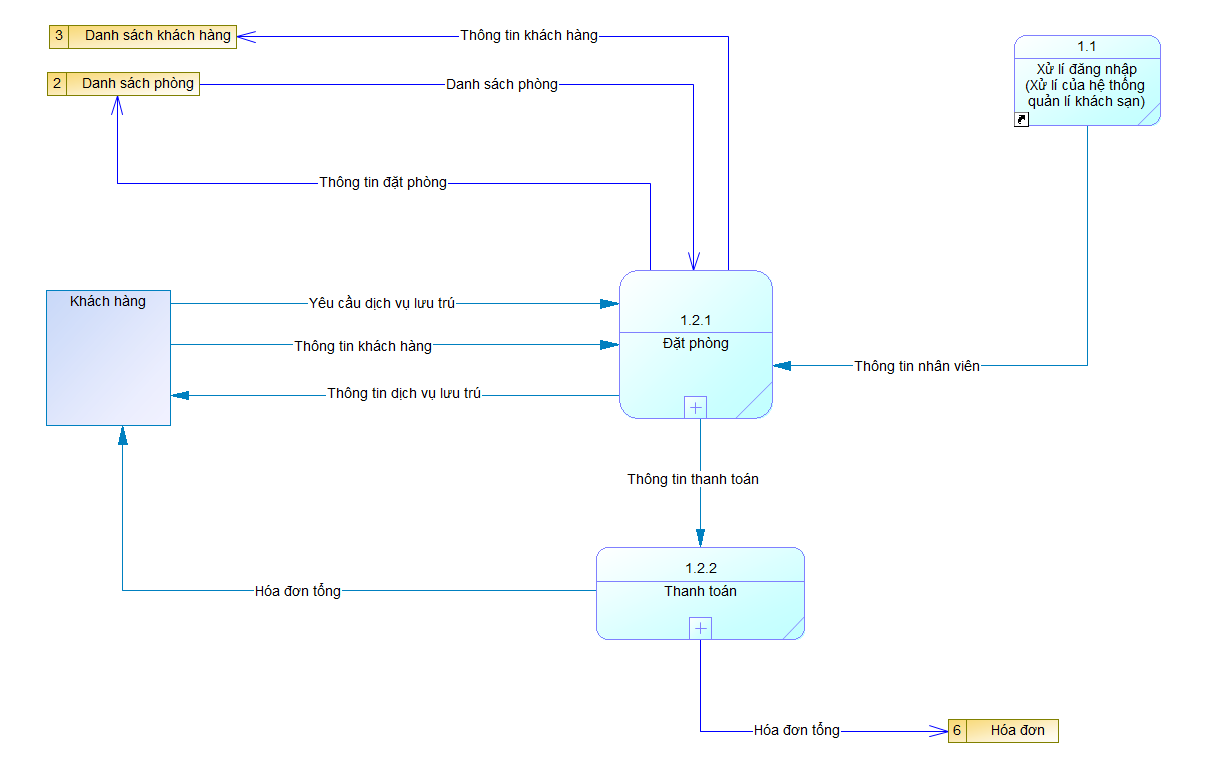 3 Danh sách khách hàng
Thông tin khách hàng
1.1
Xử lí đăng nhập
(Xử lí của hệ thống
quản lí khách sạn)
2 Danh sách phòng
Danh sách phòng
Thông tin đặt phòng
Khách hàng
Yêu cầu dịch vụ lưu trú
1.2.1
Đặt phòng
Thông tin khách hàng
Thông tin nhân viên
Thông tin dịch vụ lưu trú
Thông tin thanh toán
1.2.2
Thanh toán
Hóa đơn tổng
Hóa đơn tổng
6 Hóa đơn